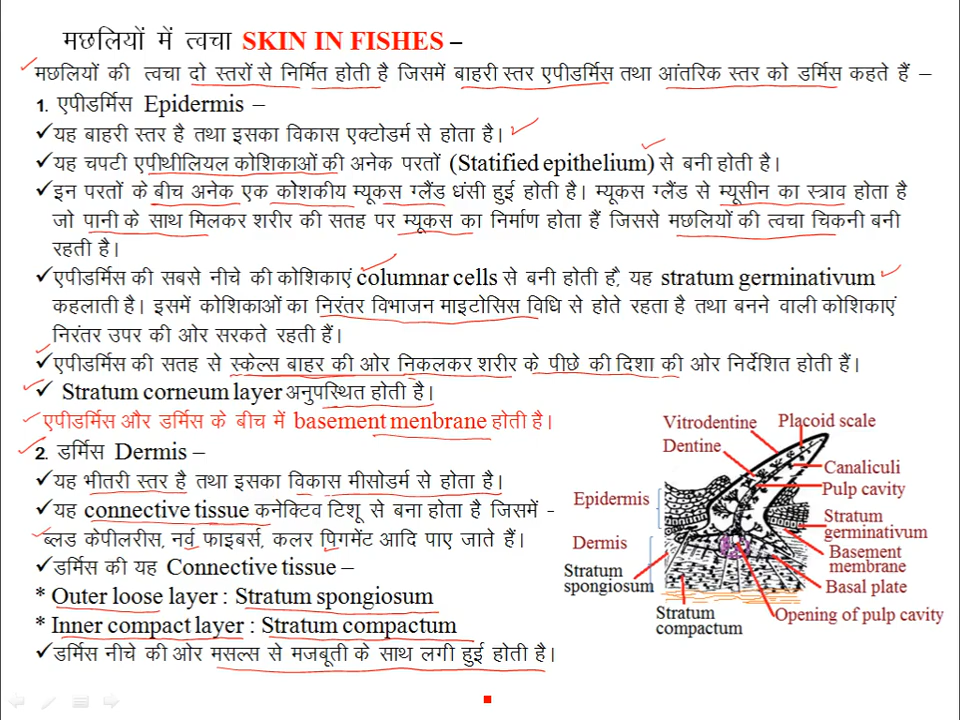 मछलियों में त्वचा SKIN IN FISHES –
मछलियों की त्वचा दो स्तरों से निर्मित होती है जिसमें बाहरी स्तर एपीडर्मिस तथा आंतरिक स्तर को डर्मिस कहते हैं –
1. एपीडर्मिस Epidermis –
✓यह बाहरी स्तर है तथा इसका विकास एक्टोडर्म से होता है।
✓यह चपटी एपीथीलियल कोशिकाओं की अनेक परतों (Statified epithelium) से बनी होती है।
✓इन परतों के बीच अनेक एक कोशकीय म्यूकस ग्लैंड धंसी हुई होती है। म्यूकस ग्लैंड से म्यूसीन का स्त्राव होता है
जो पानी के साथ मिलकर शरीर की सतह पर म्यूकस का निर्माण होता हैं जिससे मछलियों की त्वचा चिकनी बनी
रहती है।
✓एपीडर्मिस की सबसे नीचे की कोशिकाएं columnar cells से बनी होती है, यह stratum germinativum
कहलाती है। इसमें कोशिकाओं का निरंतर विभाजन माइटोसिस विधि से होते रहता है तथा बनने वाली कोशिकाएं
निरंतर उपर की ओर सरकते रहती हैं।
✓एपीडर्मिस की सतह से स्केल्स बाहर की ओर निकलकर शरीर के पीछे की दिशा की ओर निर्देशित होती हैं।
✓ Stratum corneum layer अनुपस्थित होती है।
एपीडर्मिस और डर्मिस के बीच में basement menbrane होती है।
2. डर्मिस Dermis –
✓यह भीतरी स्तर है तथा इसका विकास मीसोडर्म से होता है।
✓यह connective tissue कनेक्टिव टिशू से बना होता है जिसमें -
ब्लड केपीलरीस, नर्व फाइबर्स, कलर पिगमेंट आदि पाए जाते हैं।
✓डर्मिस की यह Connective tissue –
* Outer loose layer : Stratum spongiosum
* Inner compact layer : Stratum compactum
✓डर्मिस नीचे की ओर मसल्स से मजबूती के साथ लगी हुई होती है।
Vitrodentine
Placoid scale
Dentine
Canaliculi
Pulp cavity
Epidermis
Stratum
germinativum
Dermis
Basement
membrane
Stratum
spongiosum
Basal plate
Stratum
compactum
Opening of pulp cavity